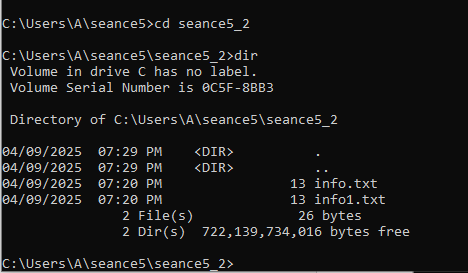 C:\Users\A\seance5>cd seance5_2
C:\Users\A\seance5\seance5_2>dir
Volume in drive C has no label.
Volume Serial Number is 0C5F-8BB3
Directory of C:\Users\A\seance5\seance5_2
04/09/2025  07:29 PM    <DIR>          .
04/09/2025  07:29 PM    <DIR>          ..
04/09/2025  07:20 PM                13 info.txt
04/09/2025  07:20 PM                13 info1.txt
2 File(s)             26 bytes
2 Dir(s)  722,139,734,016 bytes free
C:\Users\A\seance5\seance5_2>